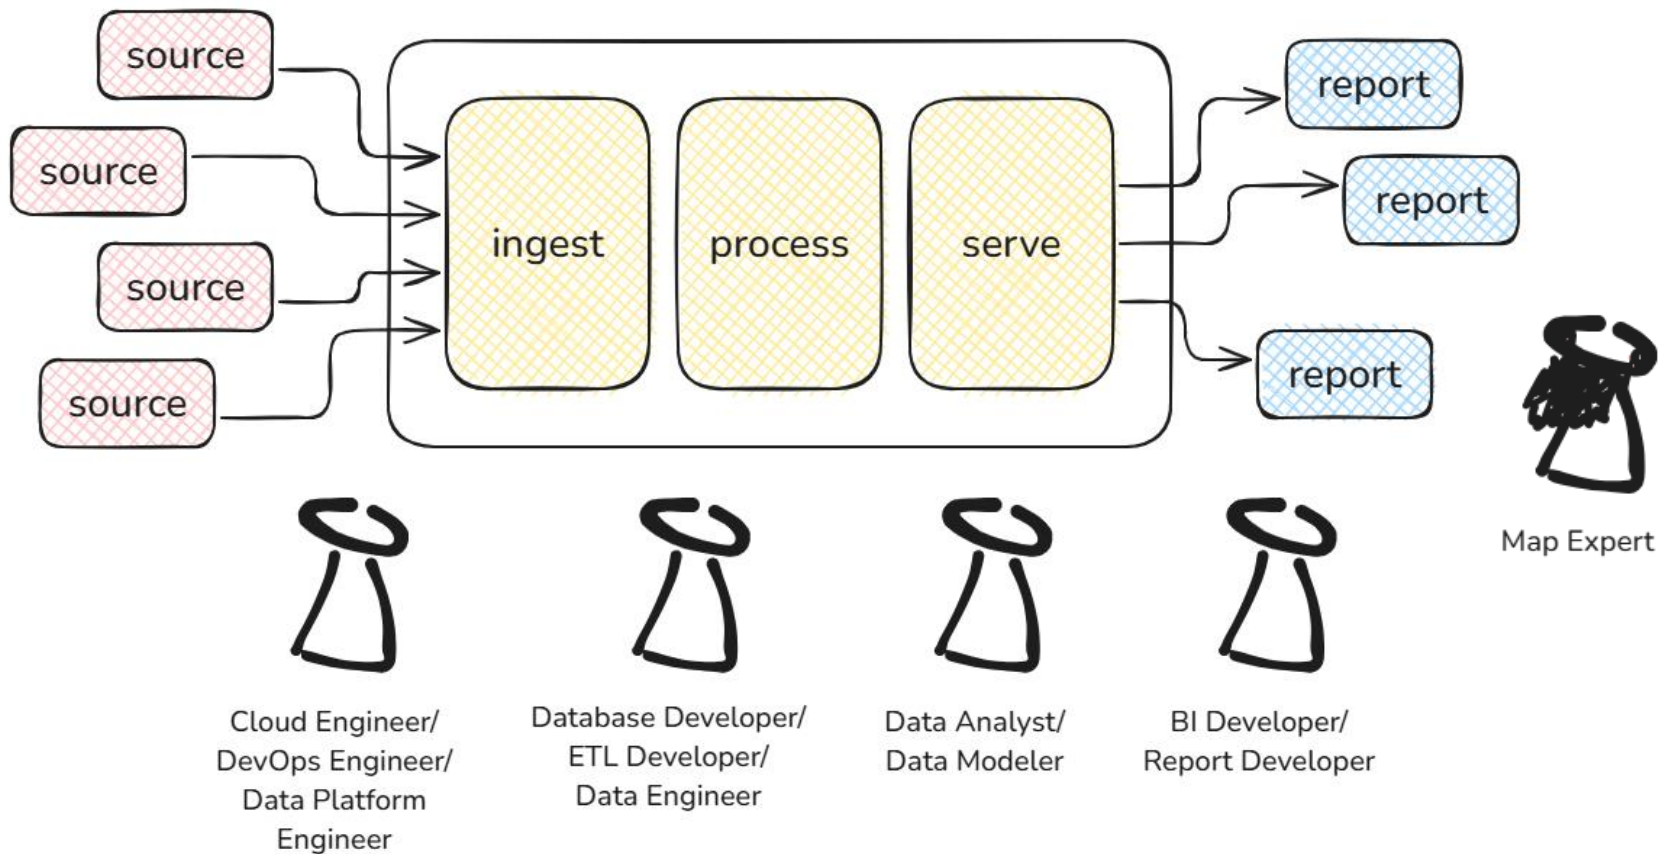 source
source
source
source
ingest
process
serve
report
report
report
Map Expert
Cloud Engineer/
DevOps Engineer/
Data Platform
Engineer
Database Developer/
ETL Developer/
Data Engineer
Data Analyst/
Data Modeler
BI Developer/
Report Developer